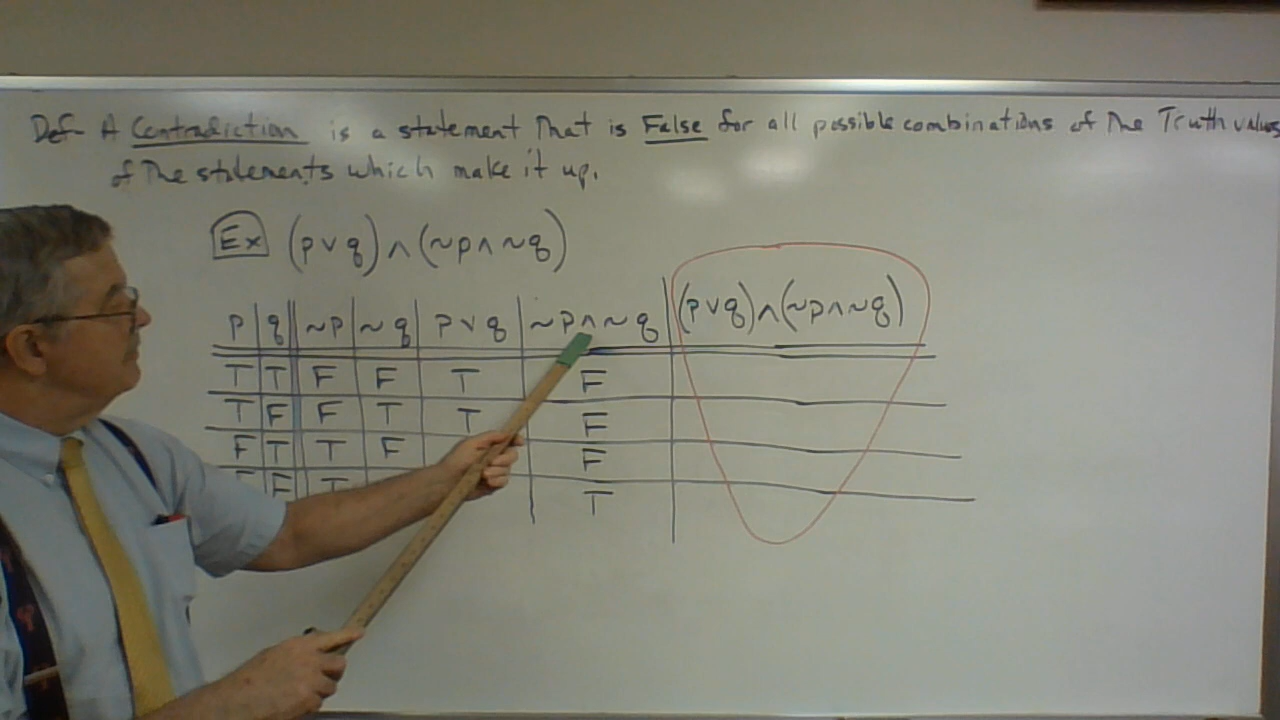 Def- A Contradiction is a statement That is False for all possible combinations of The Truth values
of The statements which make it up.
Ex (p ∨ q) ∧ (~p ∧ ~q)
p q ~p ~q p ∨ q ~p ∧ ~q (p ∨ q) ∧ (~p ∧ ~q)
T T F F T F
T F F T T F
F T T F F
F T T